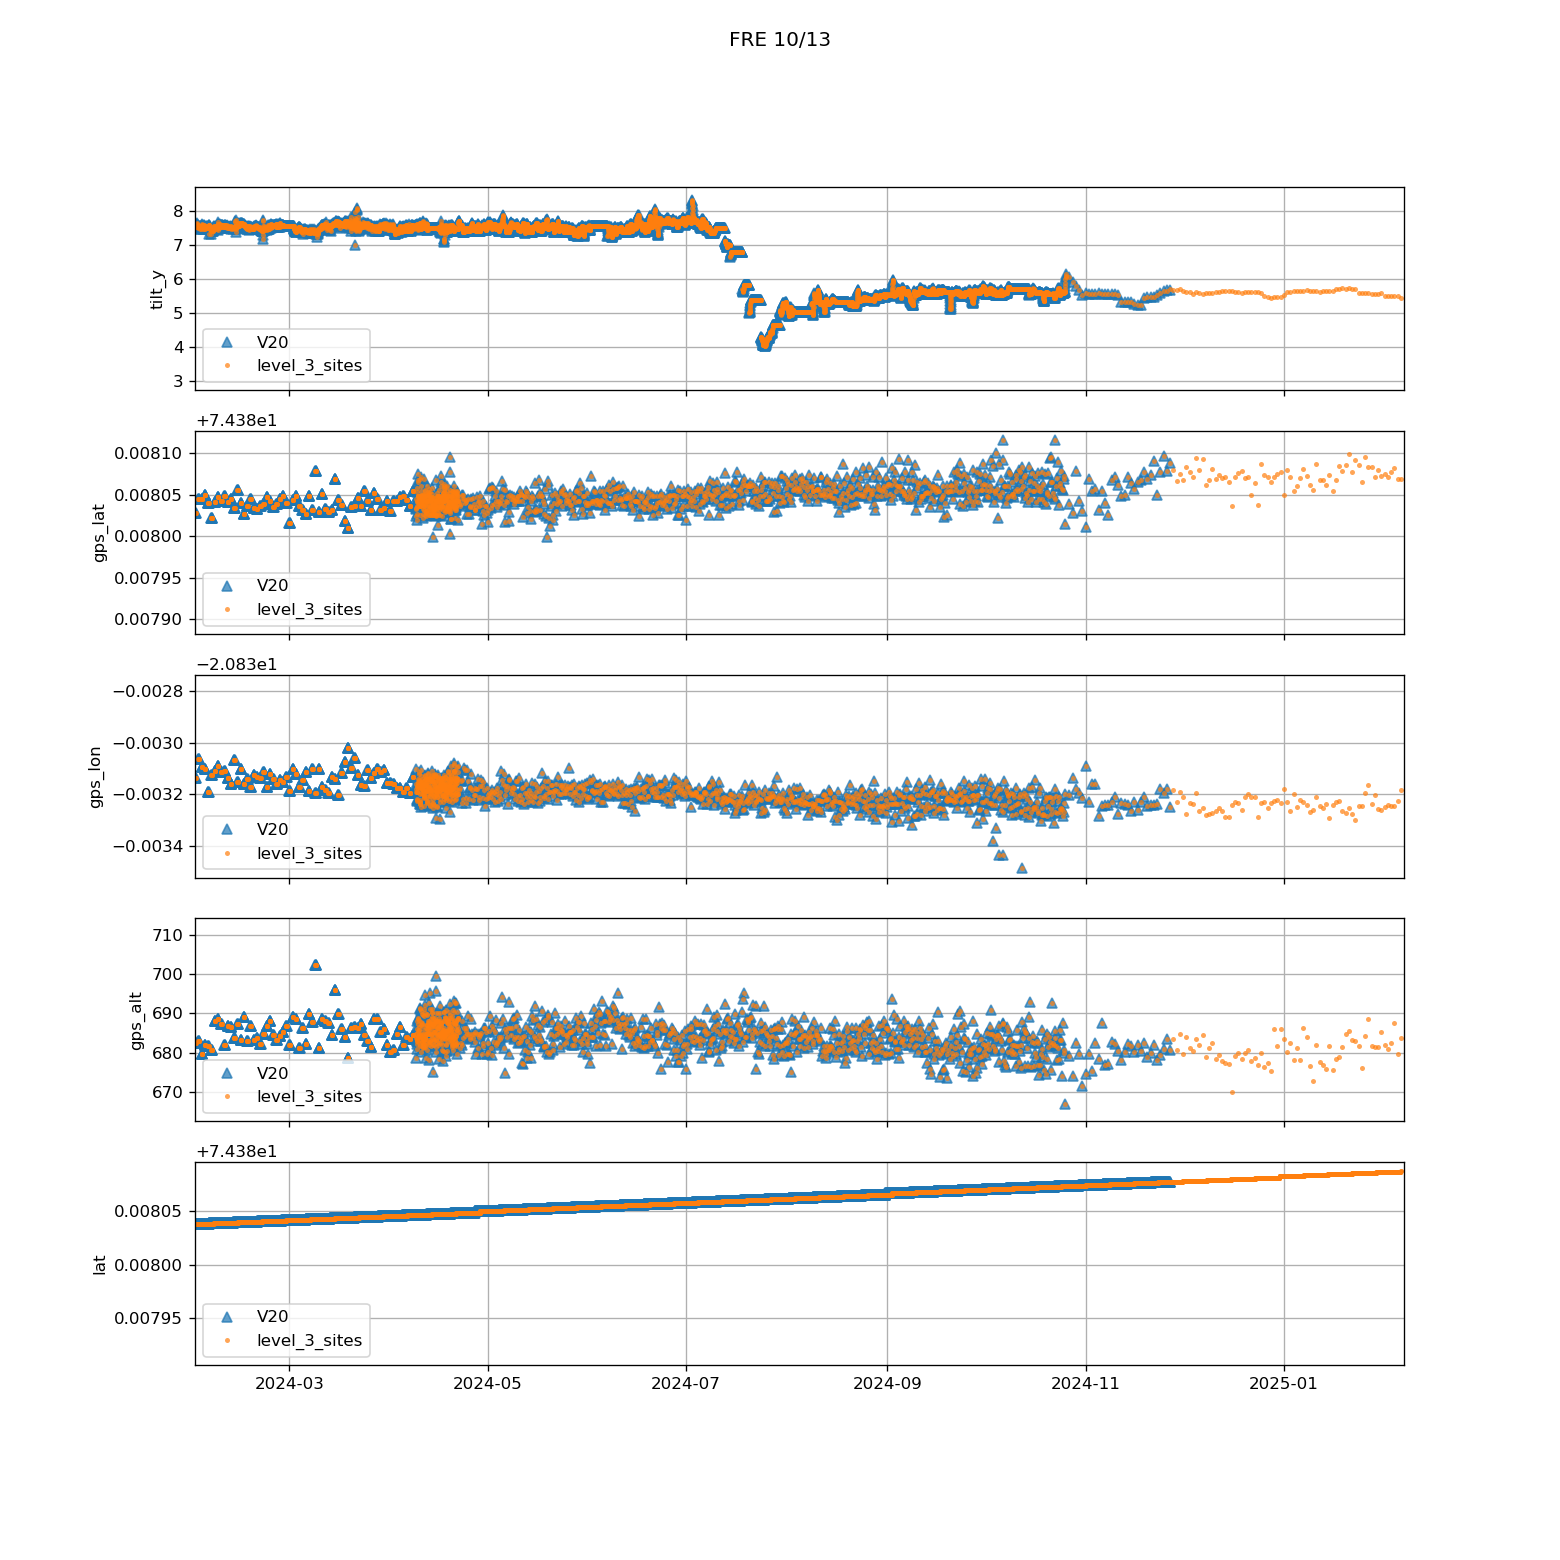 FRE 10/13
8
7
6
5
4
3
tilt_y
V20
level_3_sites
+7.438e1
0.00810
0.00805
0.00800
0.00795
0.00790
gps_lat
V20
level_3_sites
−2.083e1
−0.0028
−0.0030
−0.0032
−0.0034
gps_lon
V20
level_3_sites
710
700
690
680
670
gps_alt
V20
level_3_sites
+7.438e1
0.00805
0.00800
0.00795
lat
V20
level_3_sites
2024-03 2024-05 2024-07 2024-09 2024-11 2025-01